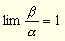 lim β/α = 1